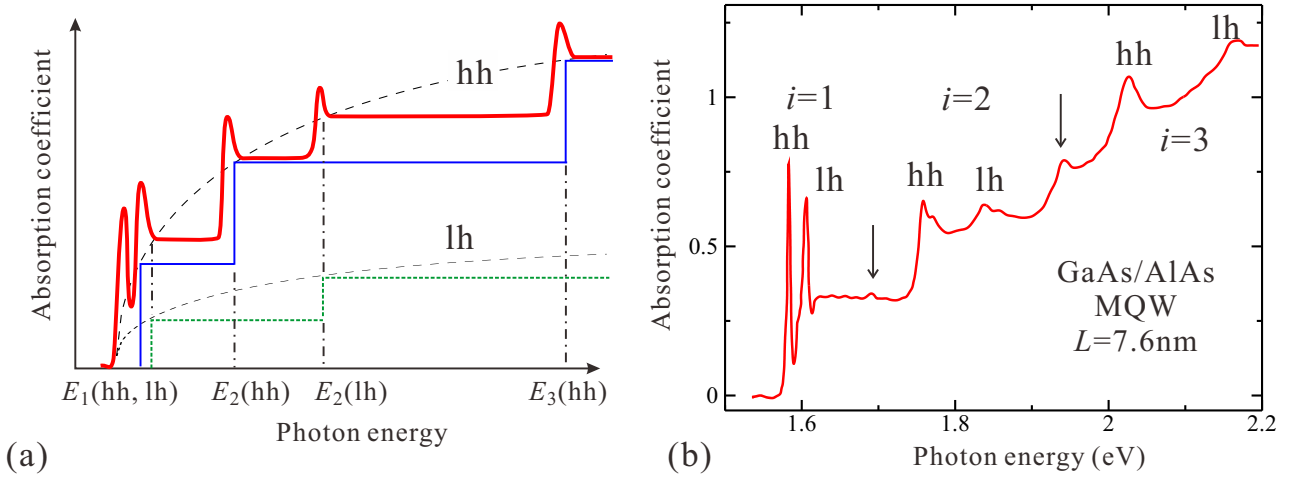 Absorption coefficient
hh
lh
E₁(hh, lh)
E₂(hh)
E₂(lh)
E₃(hh)
Photon energy
(a)
Absorption coefficient
1
0.5
0
i=1
hh
lh
i=2
hh
lh
hh
lh
i=3
GaAs/AlAs
MQW
L=7.6nm
1.6
1.8
2
2.2
Photon energy (eV)
(b)